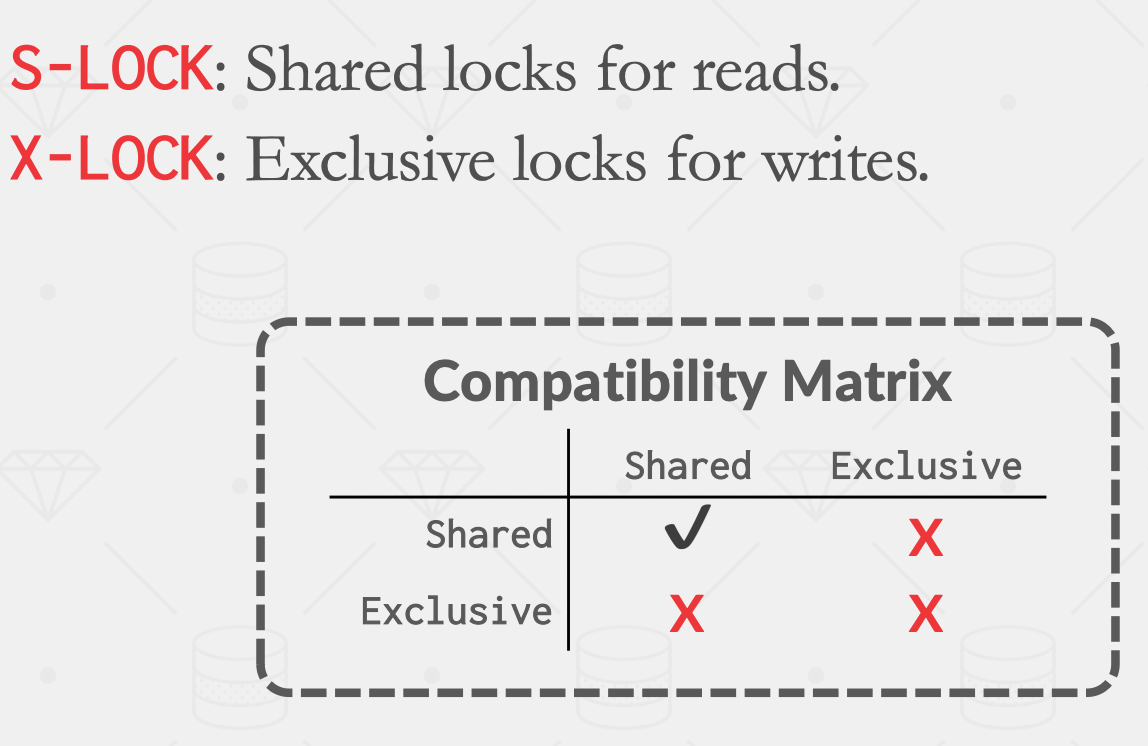 S-LOCK: Shared locks for reads.
X-LOCK: Exclusive locks for writes.
Compatibility Matrix
Shared Exclusive
Shared ✔ X
Exclusive X X